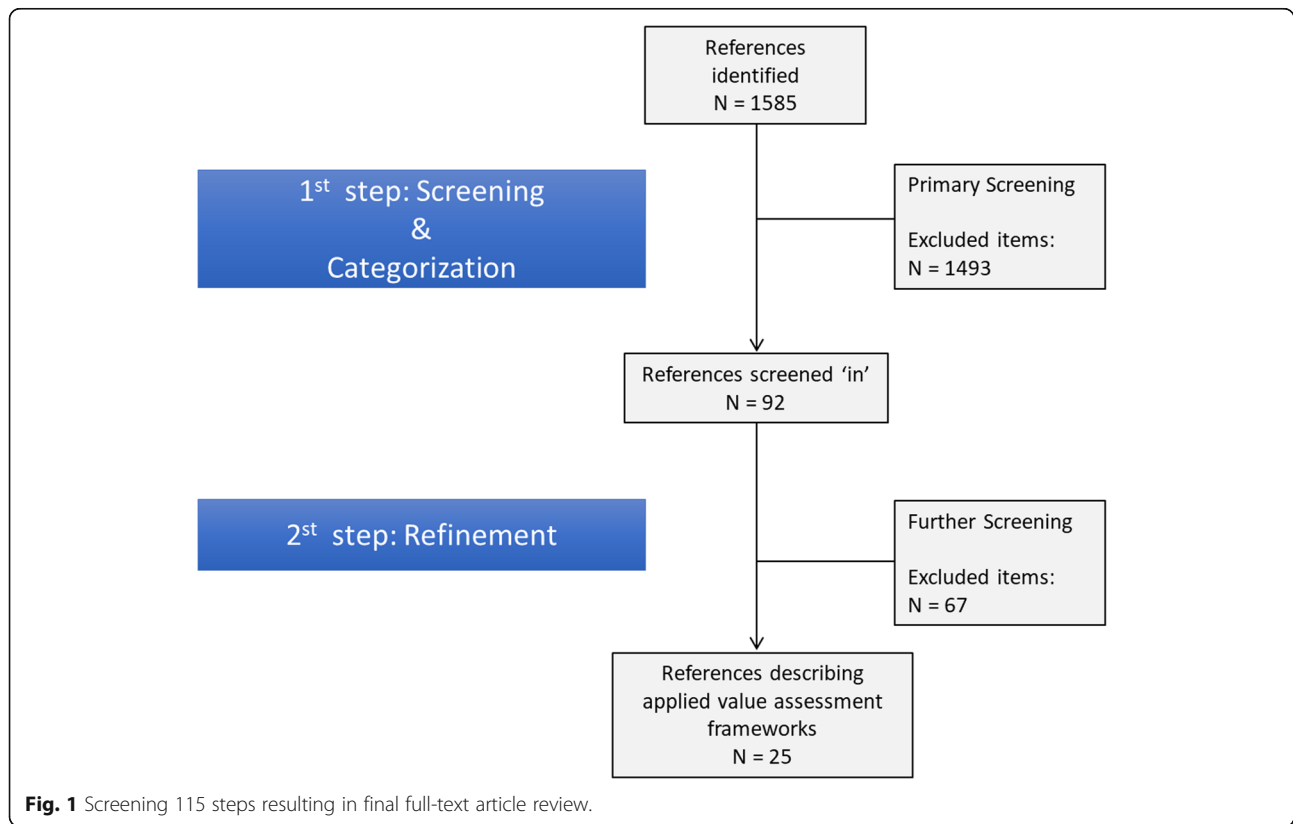 References
identified
N = 1585
1st step: Screening
&
Categorization
Primary Screening
Excluded items:
N = 1493
References screened ‘in’
N = 92
2st step: Refinement
Further Screening
Excluded items:
N = 67
References describing
applied value assessment
frameworks
N = 25
Fig. 1 Screening 115 steps resulting in final full-text article review.